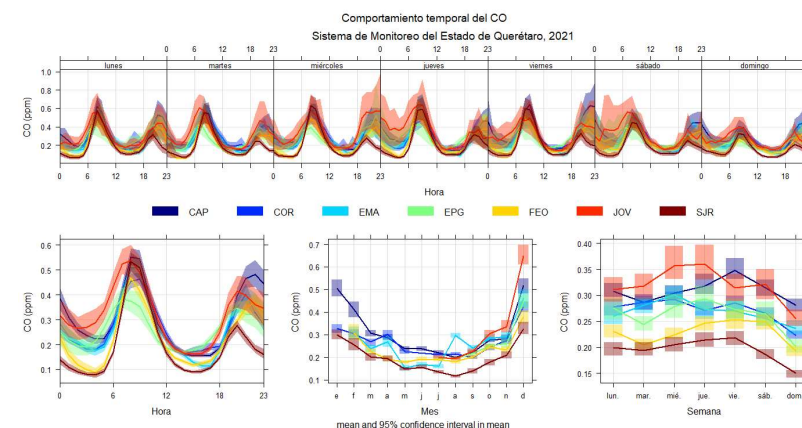 Comportamiento temporal del CO
Sistema de Monitoreo del Estado de Querétaro, 2021
0 6 12 18 23 0 6 12 18 23 0 6 12 18 23
lunes martes miércoles jueves viernes sábado domingo
CO (ppm)
1.0
0.8
0.6
0.4
0.2
0 6 12 18 23 0 6 12 18 23 0 6 12 18 23 0 6 12 18
Hora
CAP COR EMA EPG FEO JOV SJR
CO (ppm)
0.6
0.5
0.4
0.3
0.2
0.1
0 6 12 18 23
Hora
CO (ppm)
0.7
0.6
0.5
0.4
0.3
0.2
0.1
e f m a m j j a s o n d
Mes
mean and 95% confidence interval in mean
CO (ppm)
0.40
0.35
0.30
0.25
0.20
0.15
lun. mar. mié. jue. vie. sáb. dom
Semana